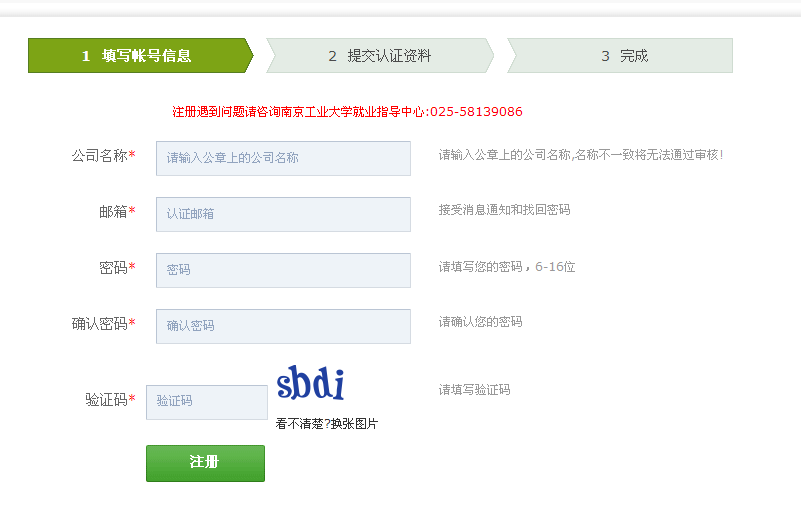 1 填写帐号信息 2 提交认证资料 3 完成
注册遇到问题请咨询南京工业大学就业指导中心:025-58139086
公司名称* 请输入公章上的公司名称 请输入公章上的公司名称,名称不一致将无法通过审核!
邮箱* 认证邮箱 接受消息通知和找回密码
密码* 密码 请填写您的密码，6-16位
确认密码* 确认密码 请确认您的密码
验证码* 验证码 sbdi 请填写验证码
看不清楚?换张图片
注册